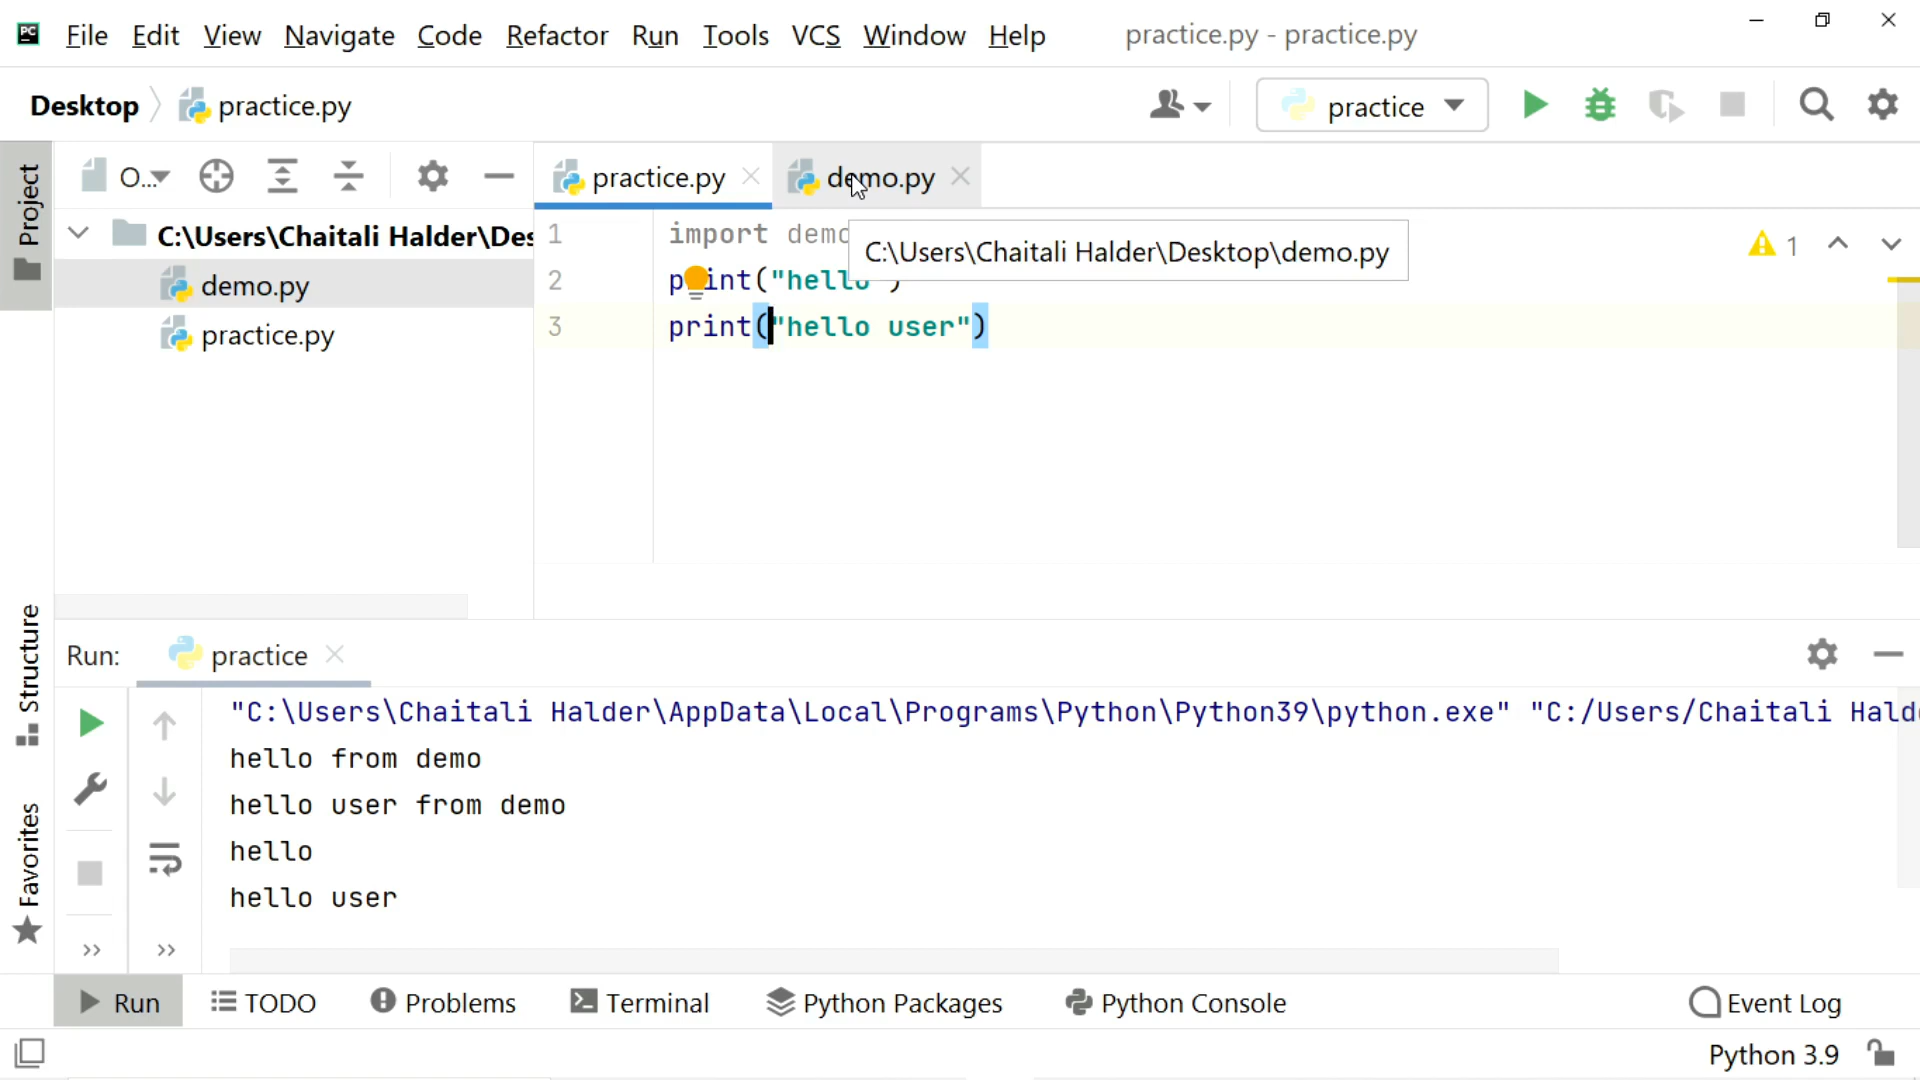 PC File Edit View Navigate Code Refactor Run Tools VCS Window Help practice.py - practice.py
Desktop practice.py practice
Project O... practice.py demo.py
C:\Users\Chaitali Halder\Des
demo.py
practice.py
1 import demo
C:\Users\Chaitali Halder\Desktop\demo.py
1
2 print("hello")
3 print("hello user")
Structure
Favorites
Run: practice
"C:\Users\Chaitali Halder\AppData\Local\Programs\Python\Python39\python.exe" "C:/Users/Chaitali Hald
hello from demo
hello user from demo
hello
hello user
Run TODO Problems Terminal Python Packages Python Console Event Log
Python 3.9